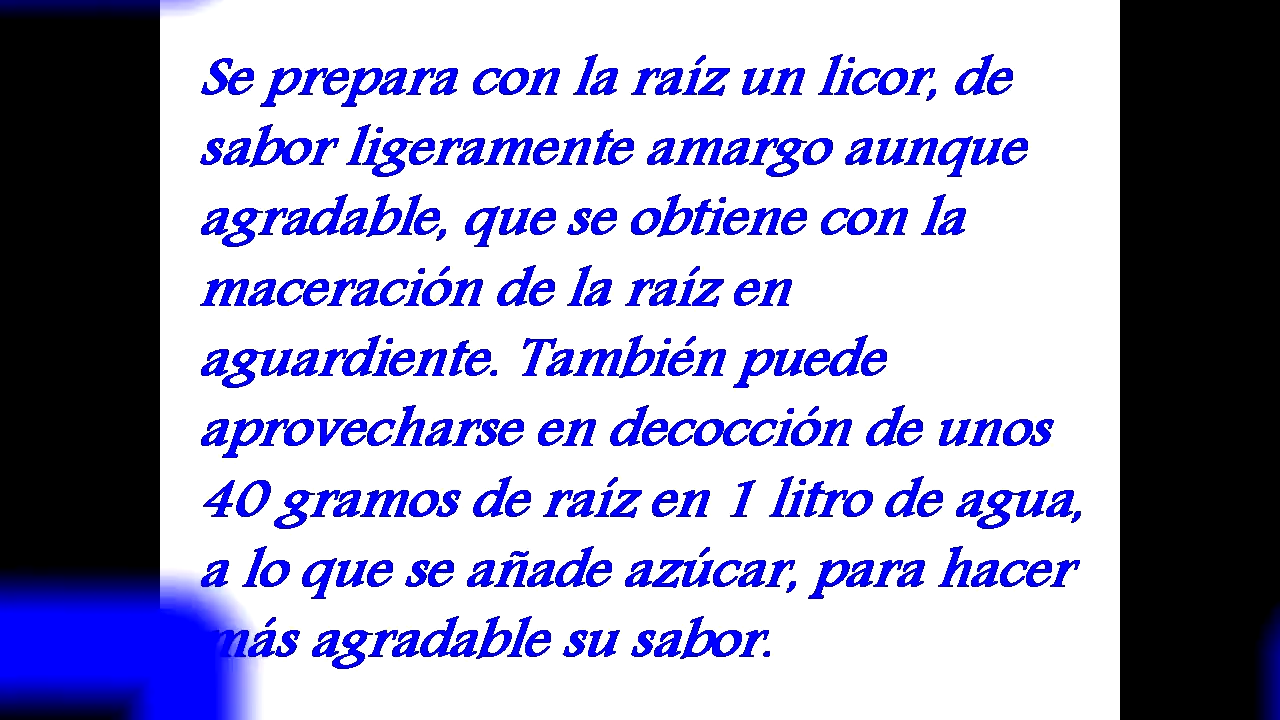 Se prepara con la raíz un licor, de
sabor ligeramente amargo aunque
agradable, que se obtiene con la
maceración de la raíz en
aguardiente. También puede
aprovecharse en decocción de unos
40 gramos de raíz en 1 litro de agua,
a lo que se añade azúcar, para hacer
más agradable su sabor.